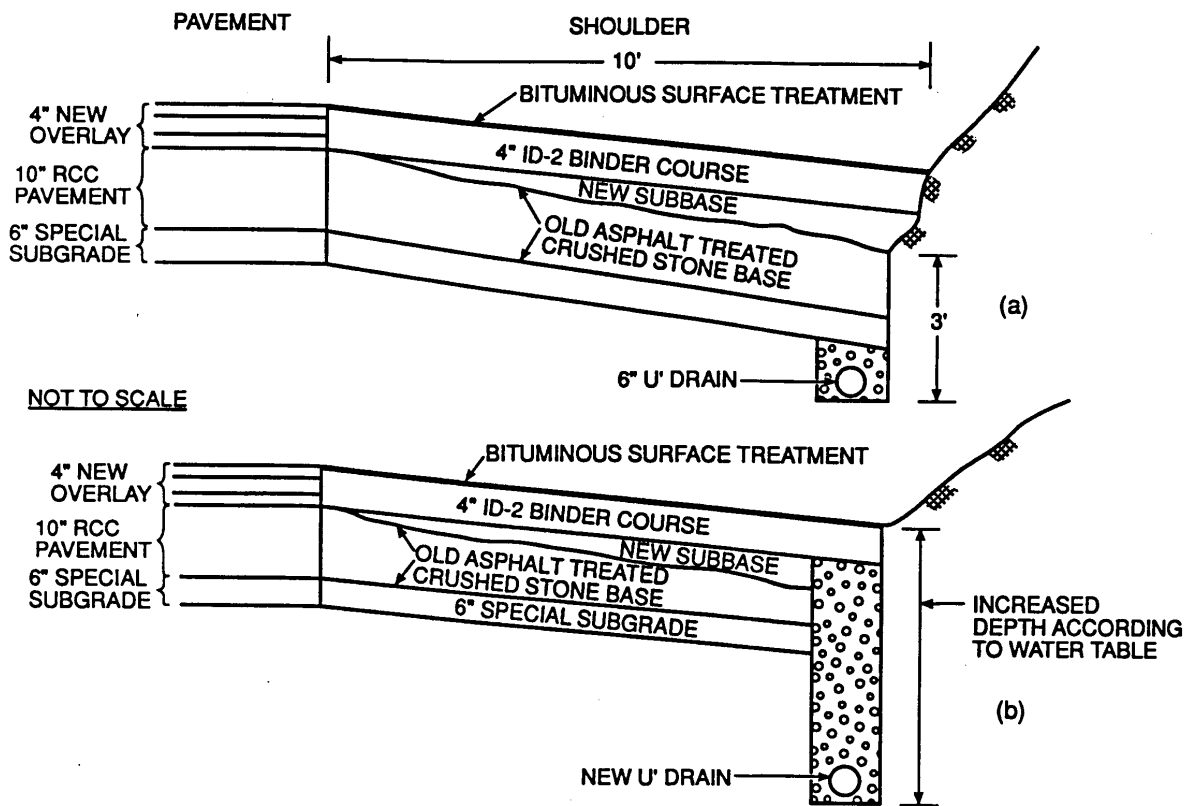 PAVEMENT
SHOULDER
10'
BITUMINOUS SURFACE TREATMENT
4" NEW
OVERLAY
4" ID-2 BINDER COURSE
10" RCC
PAVEMENT
NEW SUBBASE
6" SPECIAL
SUBGRADE
OLD ASPHALT TREATED
CRUSHED STONE BASE
(a)
3'
6" U' DRAIN
NOT TO SCALE
BITUMINOUS SURFACE TREATMENT
4" NEW
OVERLAY
4" ID-2 BINDER COURSE
10" RCC
PAVEMENT
NEW SUBBASE
OLD ASPHALT TREATED
CRUSHED STONE BASE
6" SPECIAL
SUBGRADE
6" SPECIAL SUBGRADE
INCREASED
DEPTH ACCORDING
TO WATER TABLE
(b)
NEW U' DRAIN